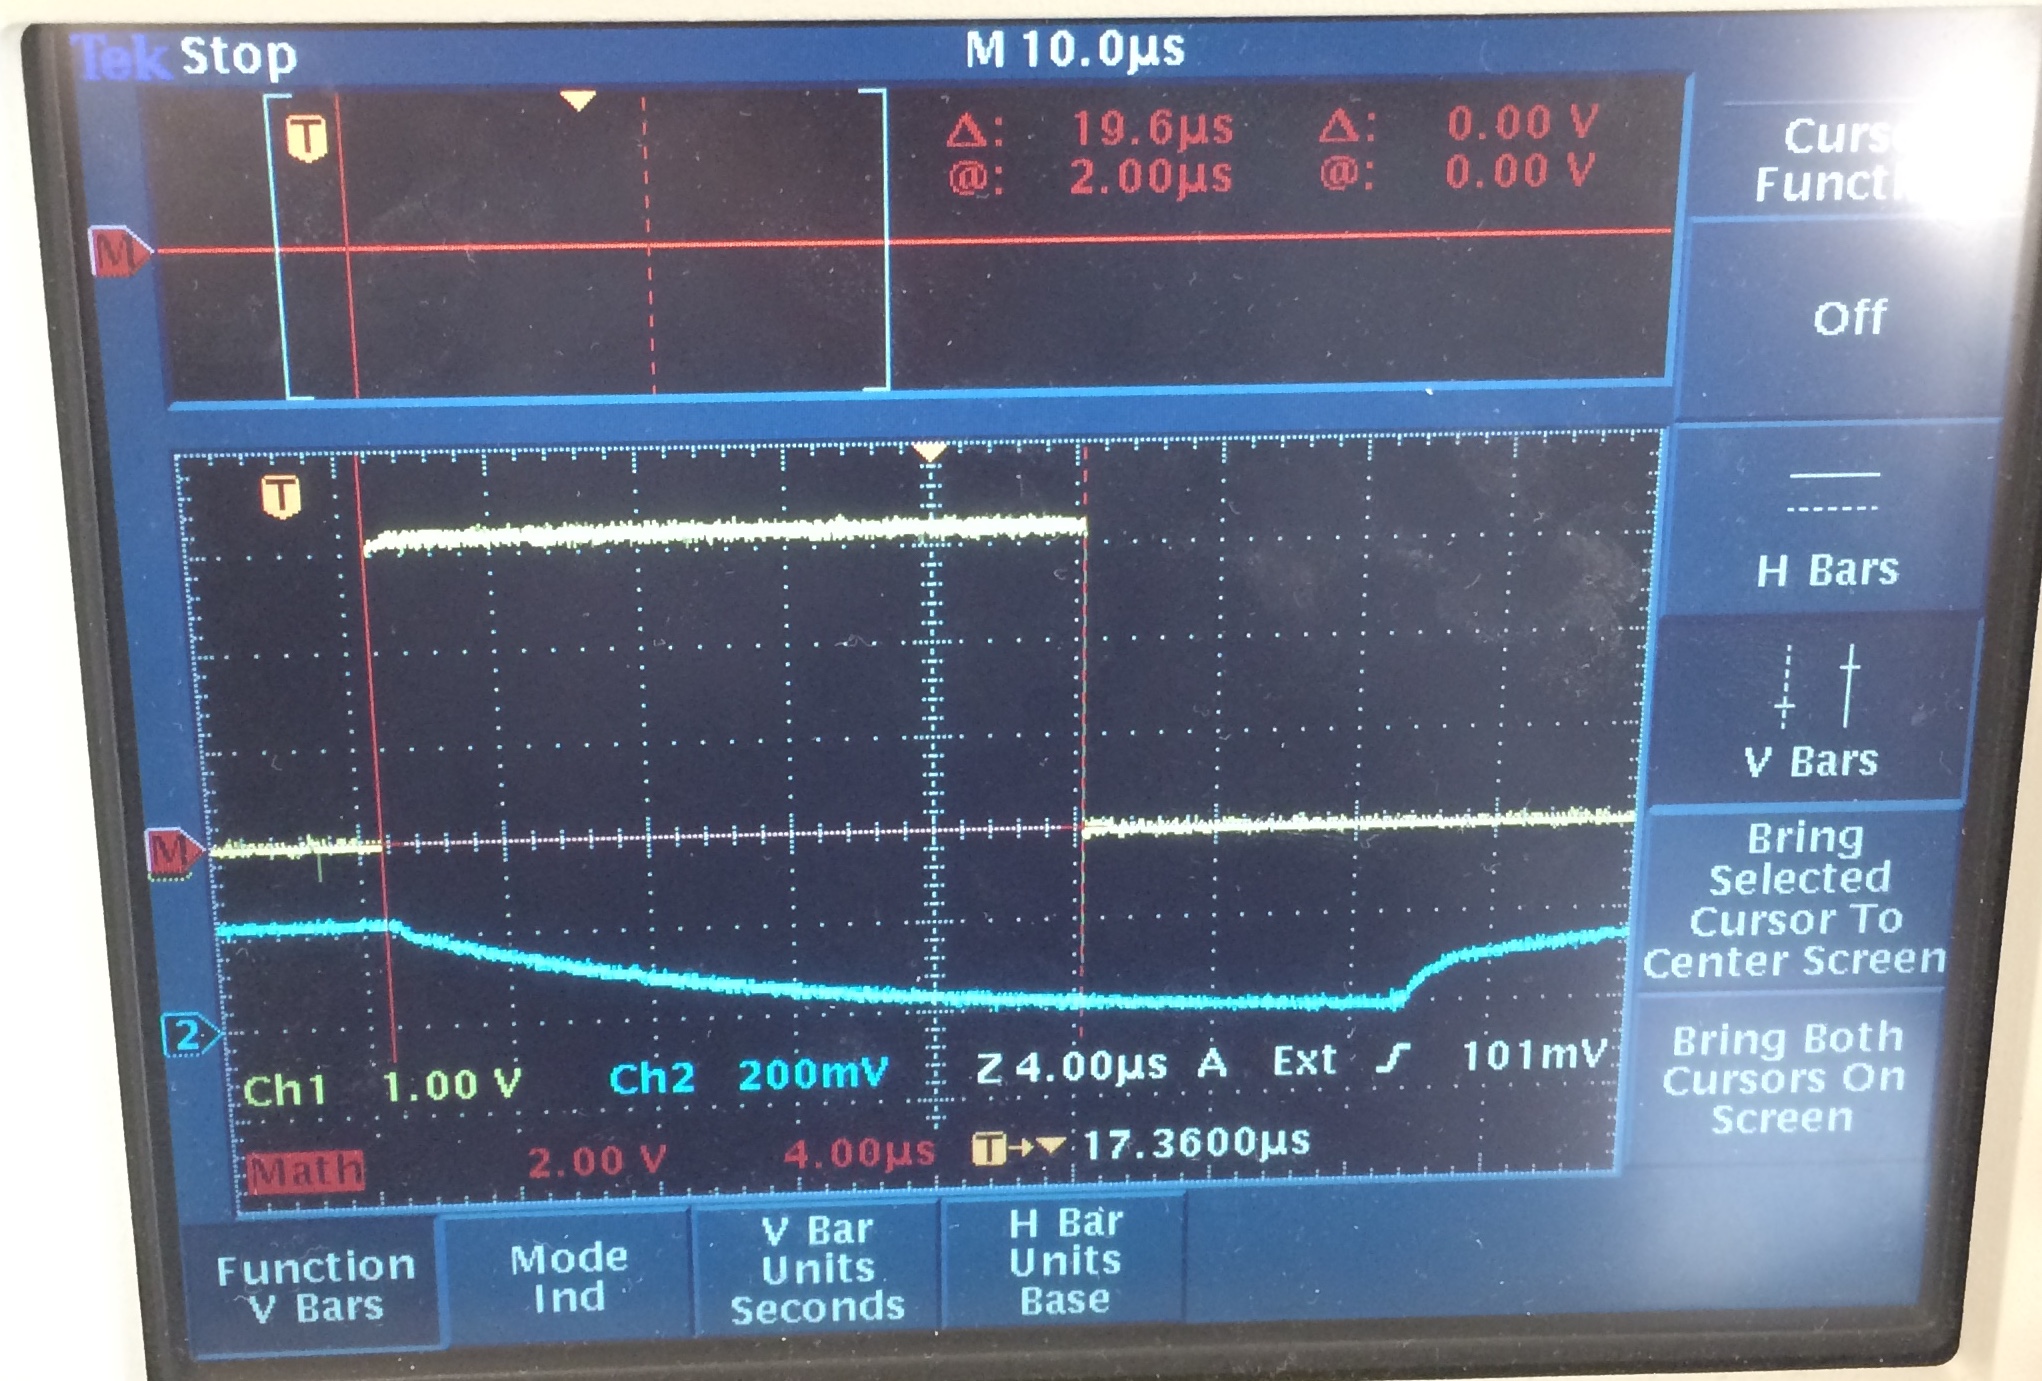 Tek Stop M 10.0µs
T
Δ: 19.6µs Δ: 0.00 V
@: 2.00µs @: 0.00 V
M
Off
T
H Bars
V Bars
M
Bring
Selected
Cursor To
Center Screen
2
Ch1 1.00 V Ch2 200mV Z 4.00µs A Ext 101mV
Math 2.00 V 4.00µs T→▼ 17.3600µs
Bring Both
Cursors On
Screen
Function
V Bars
Mode
Ind
V Bar
Units
Seconds
H Bar
Units
Base